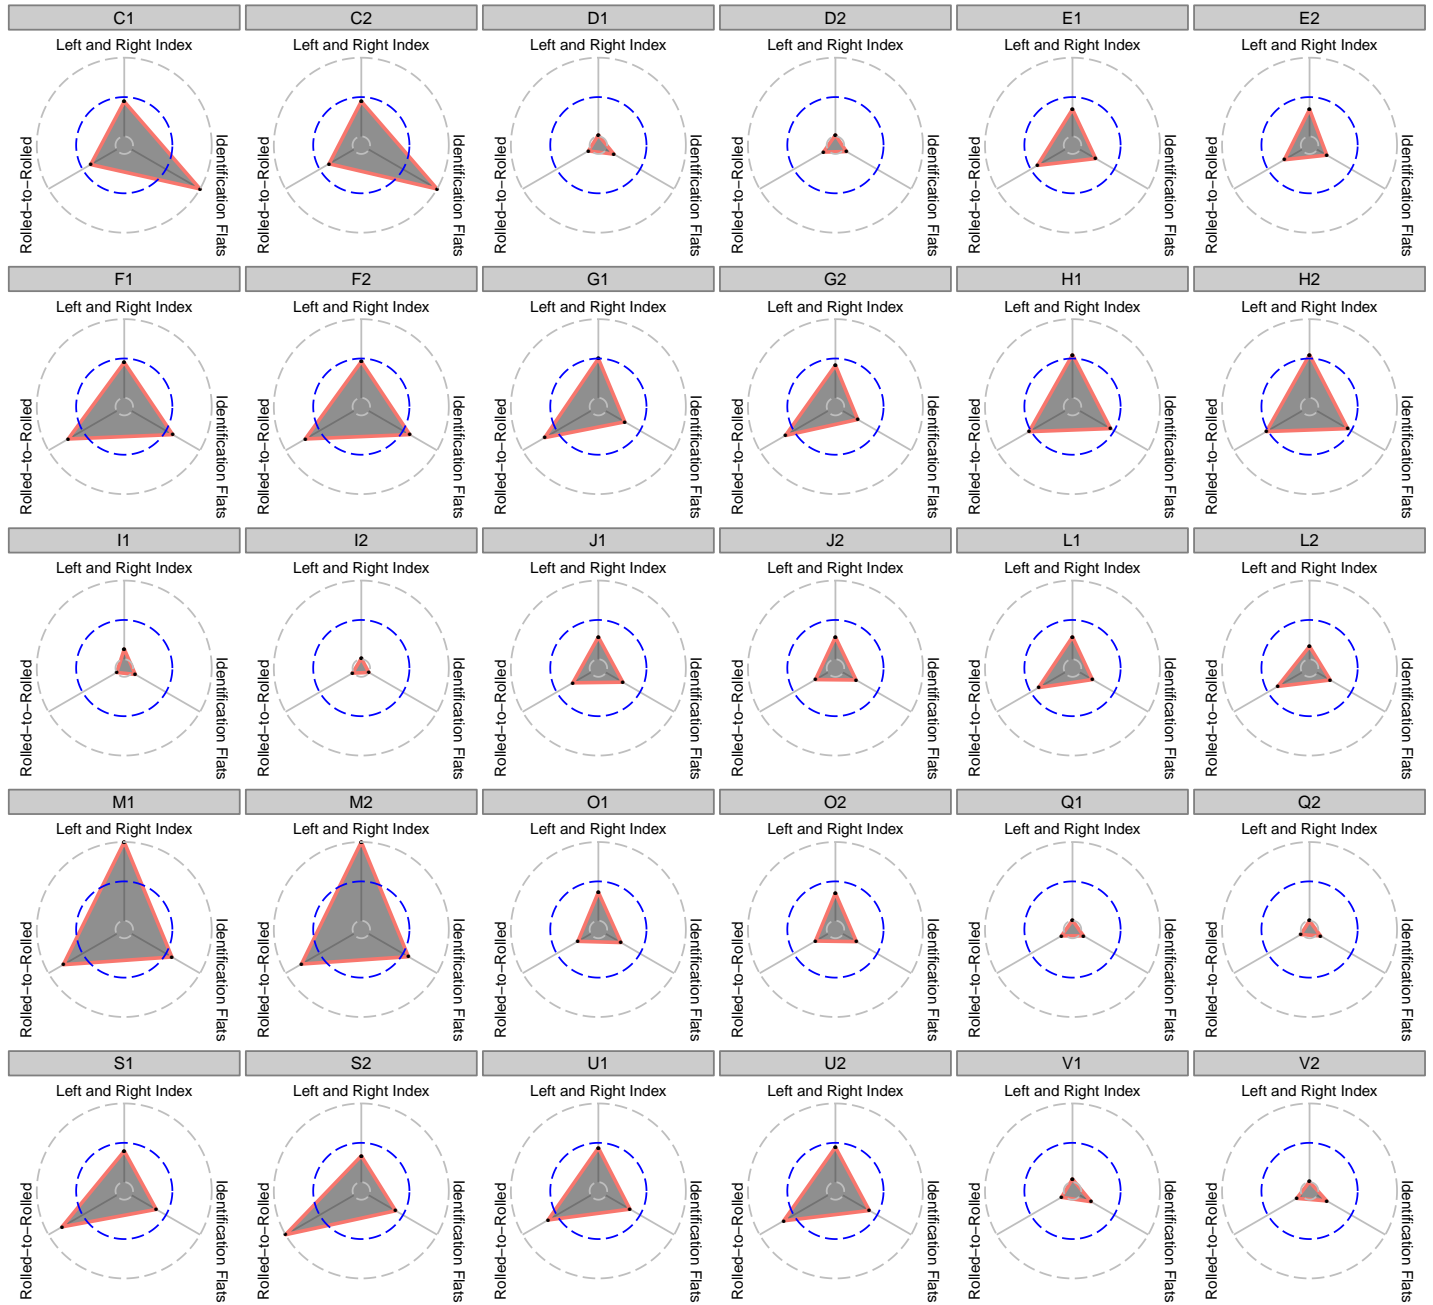 C1
C2
D1
D2
E1
E2
Left and Right Index
Left and Right Index
Left and Right Index
Left and Right Index
Left and Right Index
Left and Right Index
Rolled−to−Rolled
Identification Flats
Rolled−to−Rolled
Identification Flats
Rolled−to−Rolled
Identification Flats
Rolled−to−Rolled
Identification Flats
Rolled−to−Rolled
Identification Flats
Rolled−to−Rolled
Identification Flats
F1
F2
G1
G2
H1
H2
Left and Right Index
Left and Right Index
Left and Right Index
Left and Right Index
Left and Right Index
Left and Right Index
Rolled−to−Rolled
Identification Flats
Rolled−to−Rolled
Identification Flats
Rolled−to−Rolled
Identification Flats
Rolled−to−Rolled
Identification Flats
Rolled−to−Rolled
Identification Flats
Rolled−to−Rolled
Identification Flats
I1
I2
J1
J2
L1
L2
Left and Right Index
Left and Right Index
Left and Right Index
Left and Right Index
Left and Right Index
Left and Right Index
Rolled−to−Rolled
Identification Flats
Rolled−to−Rolled
Identification Flats
Rolled−to−Rolled
Identification Flats
Rolled−to−Rolled
Identification Flats
Rolled−to−Rolled
Identification Flats
Rolled−to−Rolled
Identification Flats
M1
M2
O1
O2
Q1
Q2
Left and Right Index
Left and Right Index
Left and Right Index
Left and Right Index
Left and Right Index
Left and Right Index
Rolled−to−Rolled
Identification Flats
Rolled−to−Rolled
Identification Flats
Rolled−to−Rolled
Identification Flats
Rolled−to−Rolled
Identification Flats
Rolled−to−Rolled
Identification Flats
Rolled−to−Rolled
Identification Flats
S1
S2
U1
U2
V1
V2
Left and Right Index
Left and Right Index
Left and Right Index
Left and Right Index
Left and Right Index
Left and Right Index
Rolled−to−Rolled
Identification Flats
Rolled−to−Rolled
Identification Flats
Rolled−to−Rolled
Identification Flats
Rolled−to−Rolled
Identification Flats
Rolled−to−Rolled
Identification Flats
Rolled−to−Rolled
Identification Flats